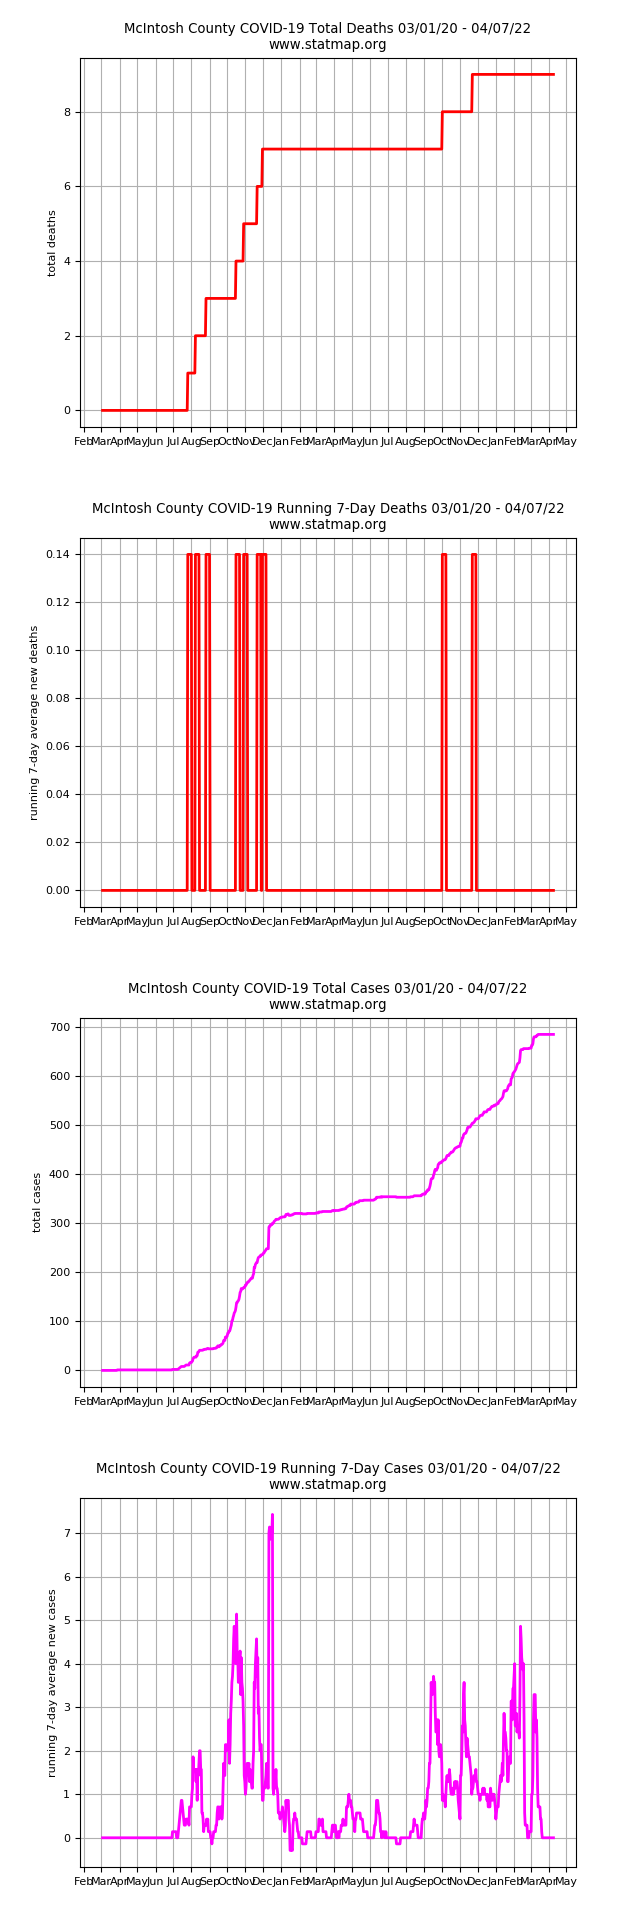 McIntosh County COVID-19 Total Deaths 03/01/20 - 04/07/22
www.statmap.org
8
6
4
2
0
total deaths
Feb Mar Apr May Jun Jul Aug Sep Oct Nov Dec Jan Feb Mar Apr May Jun Jul Aug Sep Oct Nov Dec Jan Feb Mar Apr May
McIntosh County COVID-19 Running 7-Day Deaths 03/01/20 - 04/07/22
www.statmap.org
0.14
0.12
0.10
0.08
0.06
0.04
0.02
0.00
running 7-day average new deaths
Feb Mar Apr May Jun Jul Aug Sep Oct Nov Dec Jan Feb Mar Apr May Jun Jul Aug Sep Oct Nov Dec Jan Feb Mar Apr May
McIntosh County COVID-19 Total Cases 03/01/20 - 04/07/22
www.statmap.org
700
600
500
400
300
200
100
0
total cases
Feb Mar Apr May Jun Jul Aug Sep Oct Nov Dec Jan Feb Mar Apr May Jun Jul Aug Sep Oct Nov Dec Jan Feb Mar Apr May
McIntosh County COVID-19 Running 7-Day Cases 03/01/20 - 04/07/22
www.statmap.org
7
6
5
4
3
2
1
0
running 7-day average new cases
Feb Mar Apr May Jun Jul Aug Sep Oct Nov Dec Jan Feb Mar Apr May Jun Jul Aug Sep Oct Nov Dec Jan Feb Mar Apr May